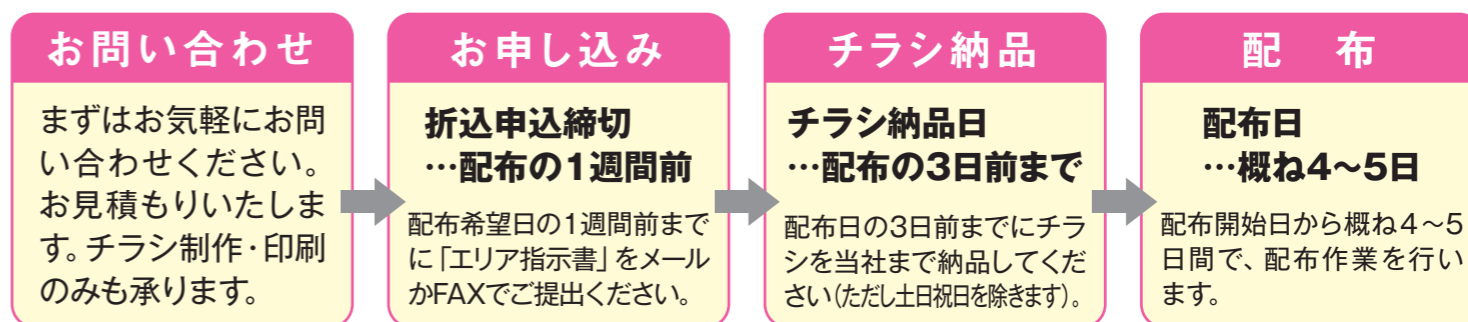 お問い合わせ
まずはお気軽にお問
い合わせください。
お見積もりいたしま
す。チラシ制作・印刷
のみも承ります。
お申し込み
折込申込締切
…配布の1週間前
配布希望日の1週間前まで
に「エリア指示書」をメール
かFAXでご提出ください。
チラシ納品
チラシ納品日
…配布の3日前まで
配布日の3日前までにチラ
シを当社まで納品してくだ
さい(ただし土日祝日を除きます)。
配 布
配布日
…概ね4〜5日
配布開始日から概ね4〜5
日間で、配布作業を行い
ます。